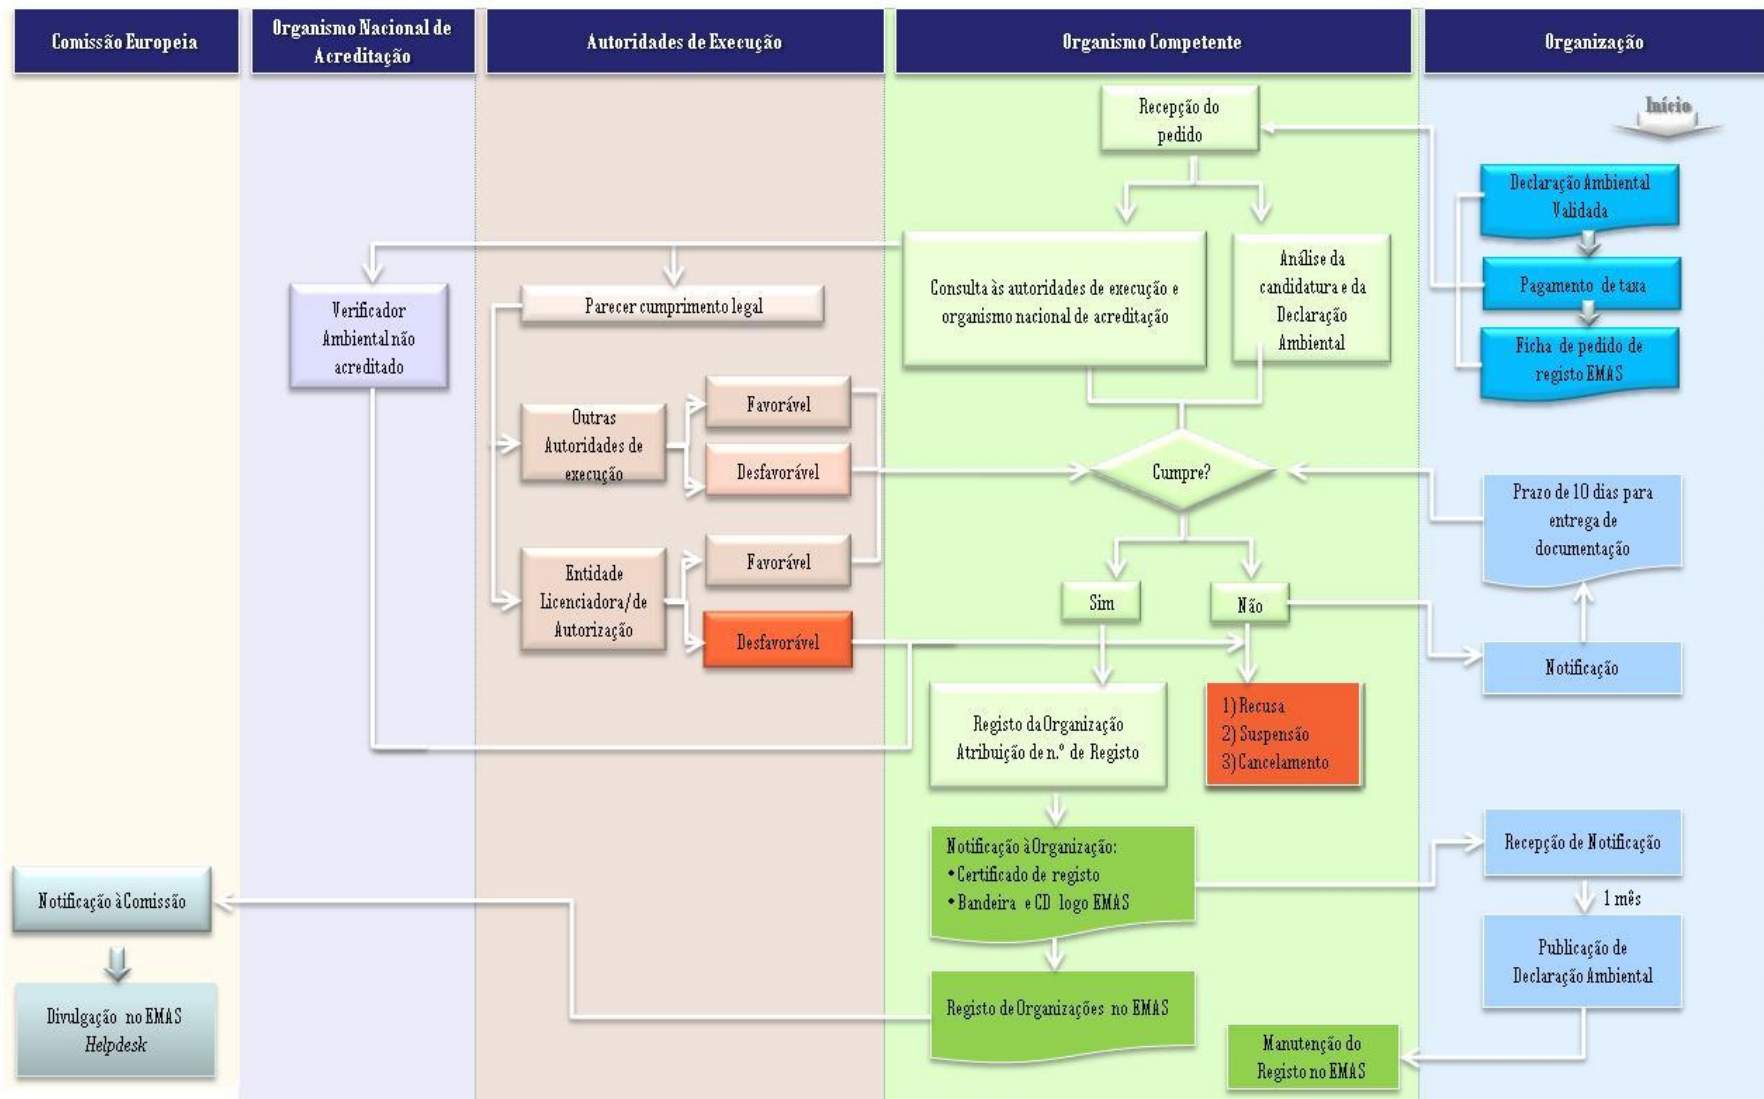 Comissão Europeia
Organismo Nacional de
Acreditação
Autoridades de Execução
Organismo Competente
Organização
Início
Recepção do
pedido
Declaração Ambiental
Validada
Pagamento de taxa
Ficha de pedido de
registo EMAS
Consulta às autoridades de execução e
organismo nacional de acreditação
Análise da
candidatura e da
Declaração
Ambiental
Verificador
Ambiental não
acreditado
Parecer cumprimento legal
Outras
Autoridades de
execução
Favorável
Desfavorável
Entidade
Licenciadora/de
Autorização
Favorável
Desfavorável
Cumpre?
Sim
Não
Prazo de 10 dias para
entrega de
documentação
Notificação
Registo da Organização
Atribuição de n.º de Registo
1) Recusa
2) Suspensão
3) Cancelamento
Notificação à Organização:
• Certificado de registo
• Bandeira e CD logo EMAS
Recepção de Notificação
1 mês
Publicação de
Declaração Ambiental
Registo de Organizações no EMAS
Manutenção do
Registo no EMAS
Notificação à Comissão
Divulgação no EMAS
Helpdesk